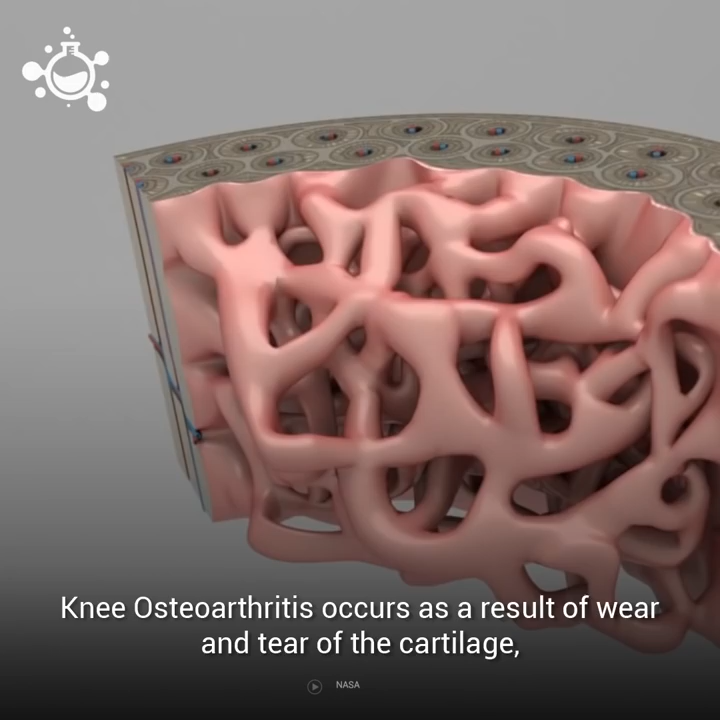 Knee Osteoarthritis occurs as a result of wear
and tear of the cartilage,
NASA